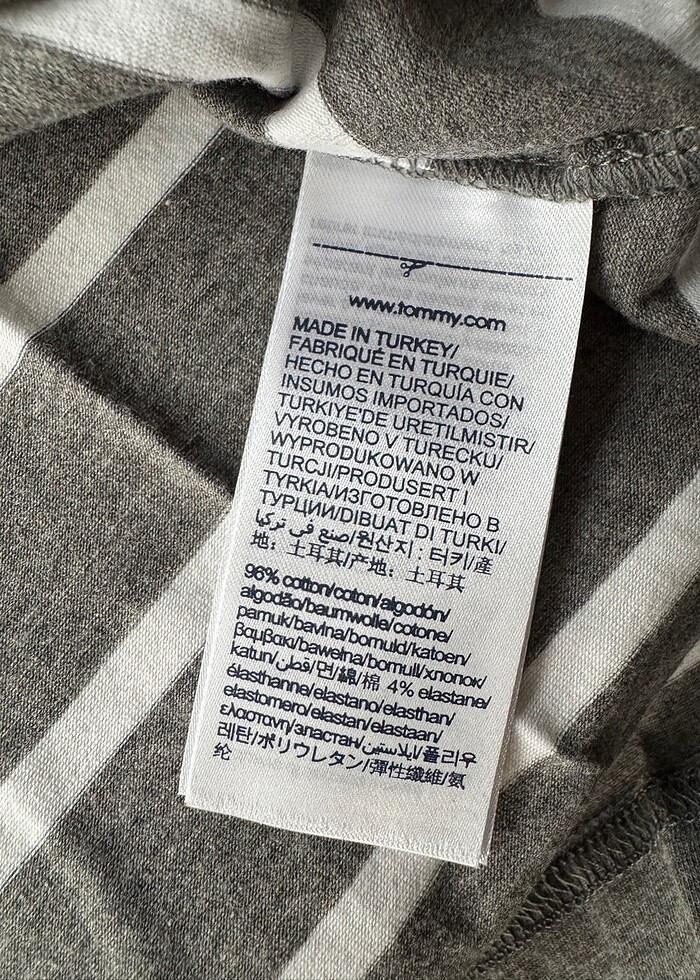 www.tommy.com
MADE IN TURKEY/
FABRIQUÉ EN TURQUIE/
HECHO EN TURQUÍA CON
INSUMOS IMPORTADOS/
TURKIYE'DE URETILMISTIR/
VYROBENO V TURECKU/
WYPRODUKOWANO W
TURCJI/PRODUSERT I
TYRKIA/ИЗГОТОВЛЕНО В
ТУРЦИИ/DIBUAT DI TURKI/
صنع في تركيا/원산지 : 터키/產
地：土耳其/产地：土耳其
96% cotton/coton/algodón/
algodão/baumwolle/cotone/
pamuk/bavlna/bomuld/katoen/
βαμβακι/bawełna/bomull/хлопок/
katun/قطن/면/綿/棉 4% elastane/
élasthanne/elastano/elasthan/
elastomero/elastan/elastaan/
ελαστανη/эластан/ايلاستين/폴리우
레탄/ポリウレタン/彈性纖維/氨
纶